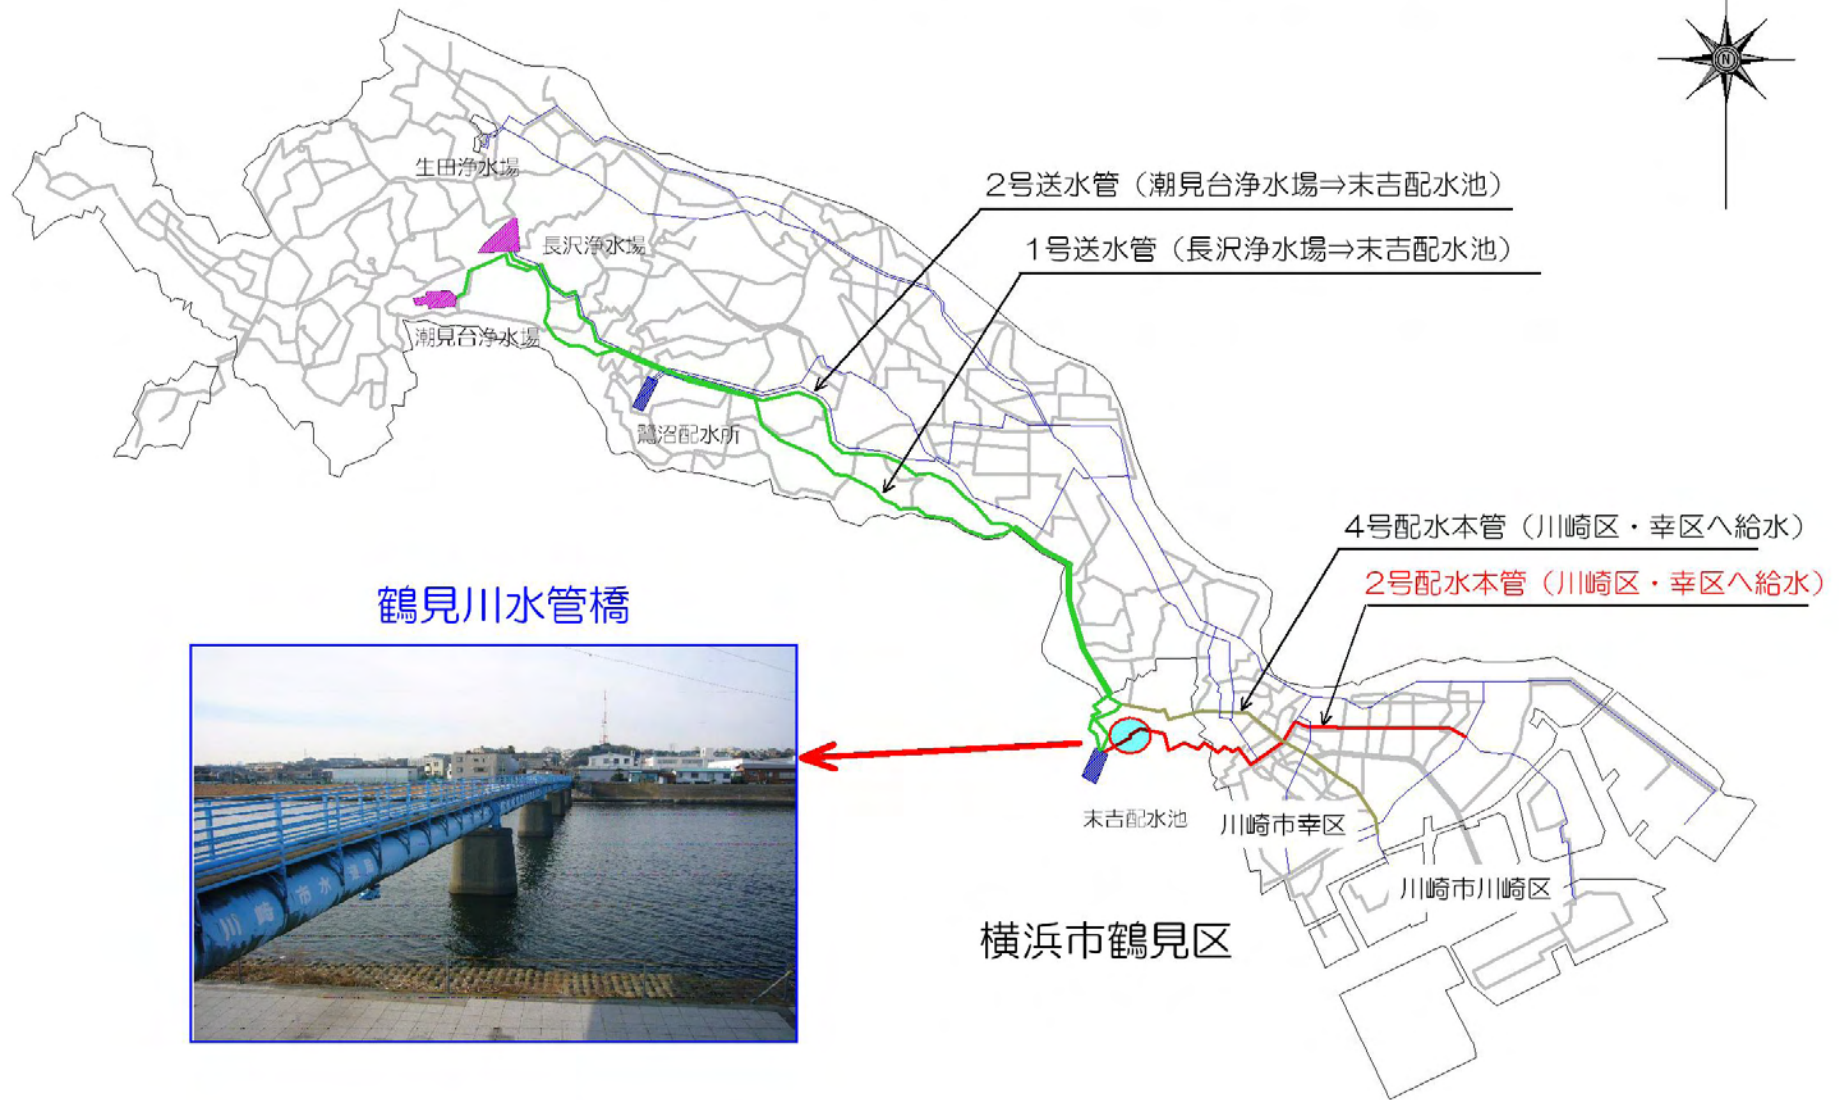 N
生田浄水場
2号送水管（潮見台浄水場⇒末吉配水池）
長沢浄水場
1号送水管（長沢浄水場⇒末吉配水池）
潮見台浄水場
鷺沼配水所
4号配水本管（川崎区・幸区へ給水）
2号配水本管（川崎区・幸区へ給水）
鶴見川水管橋
川崎市水道
末吉配水池
川崎市幸区
川崎市川崎区
横浜市鶴見区